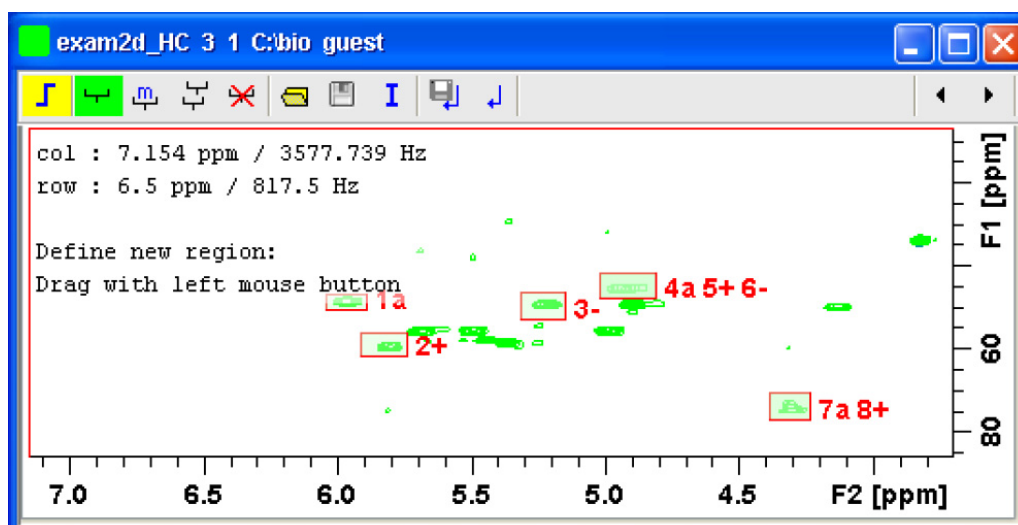 exam2d_HC 3 1 C:\bio guest
m
col : 7.154 ppm / 3577.739 Hz
row : 6.5 ppm / 817.5 Hz
Define new region:
Drag with left mouse button
1a
2+
3-
4a 5+ 6-
7a 8+
F1 [ppm]
60
80
7.0 6.5 6.0 5.5 5.0 4.5 F2 [ppm]